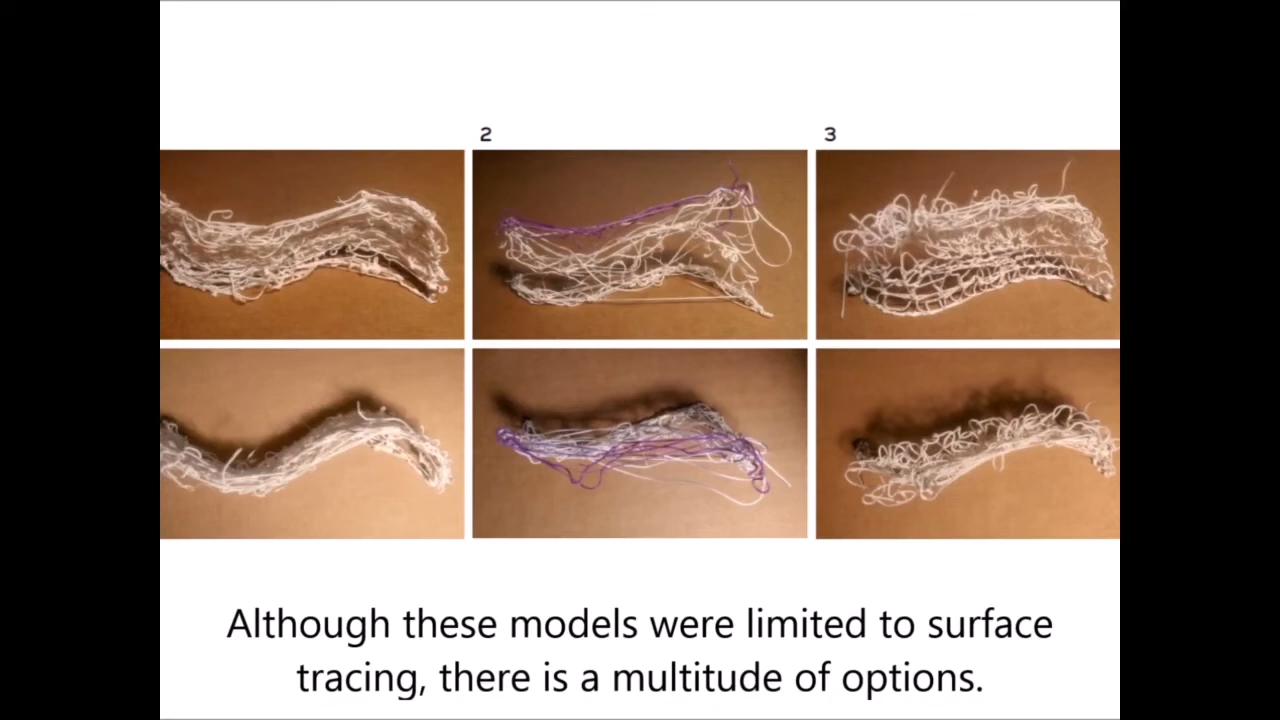 2
3
Although these models were limited to surface
tracing, there is a multitude of options.